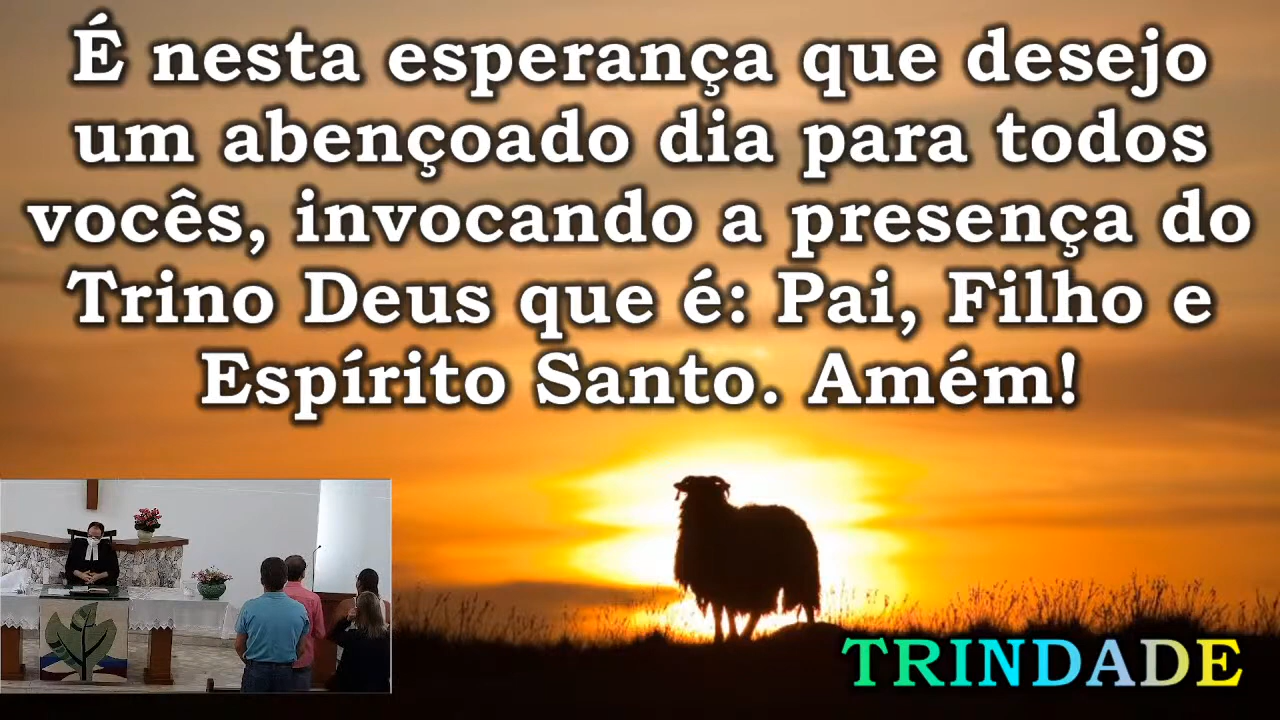 É nesta esperança que desejo
um abençoado dia para todos
vocês, invocando a presença do
Trino Deus que é: Pai, Filho e
Espírito Santo. Amém!
TRINDADE